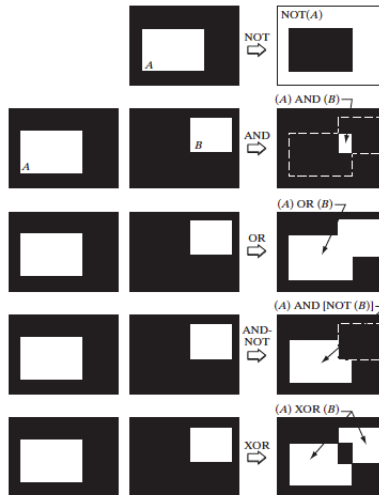 NOT
NOT(A)
A
(A) AND (B)
AND
A
B
(A) OR (B)
OR
(A) AND [NOT (B)]
AND-
NOT
(A) XOR (B)
XOR